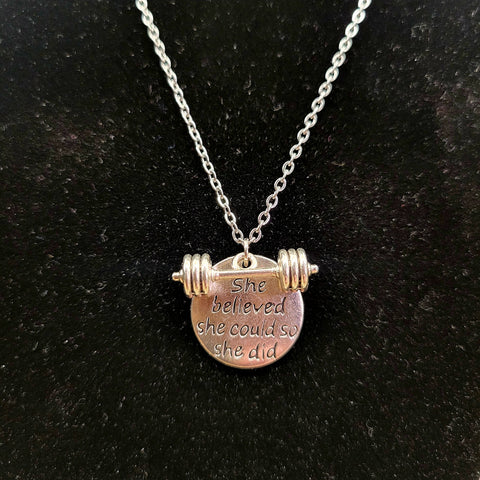 She
believed
she could so
she did